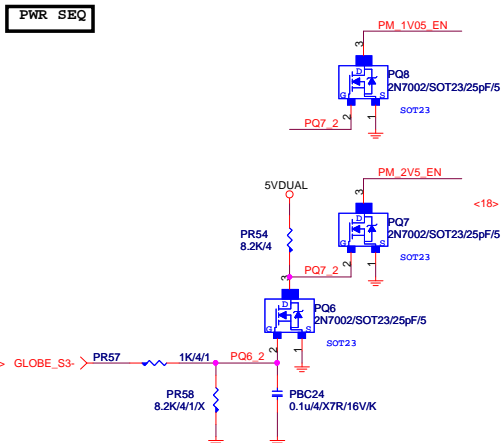 PWR SEQ
PM_1V05_EN
3
D
PQ8
2N7002/SOT23/25pF/5
G
S
SOT23
2
1
PQ7_2
5VDUAL
PM_2V5_EN
3
<18>
PR54
8.2K/4
D
PQ7
2N7002/SOT23/25pF/5
G
S
SOT23
PQ7_2
2
1
3
D
PQ6
2N7002/SOT23/25pF/5
G
S
SOT23
2
1
> GLOBE_S3-
PR57
1K/4/1
PQ6_2
PR58
8.2K/4/1/X
PBC24
0.1u/4/X7R/16V/K